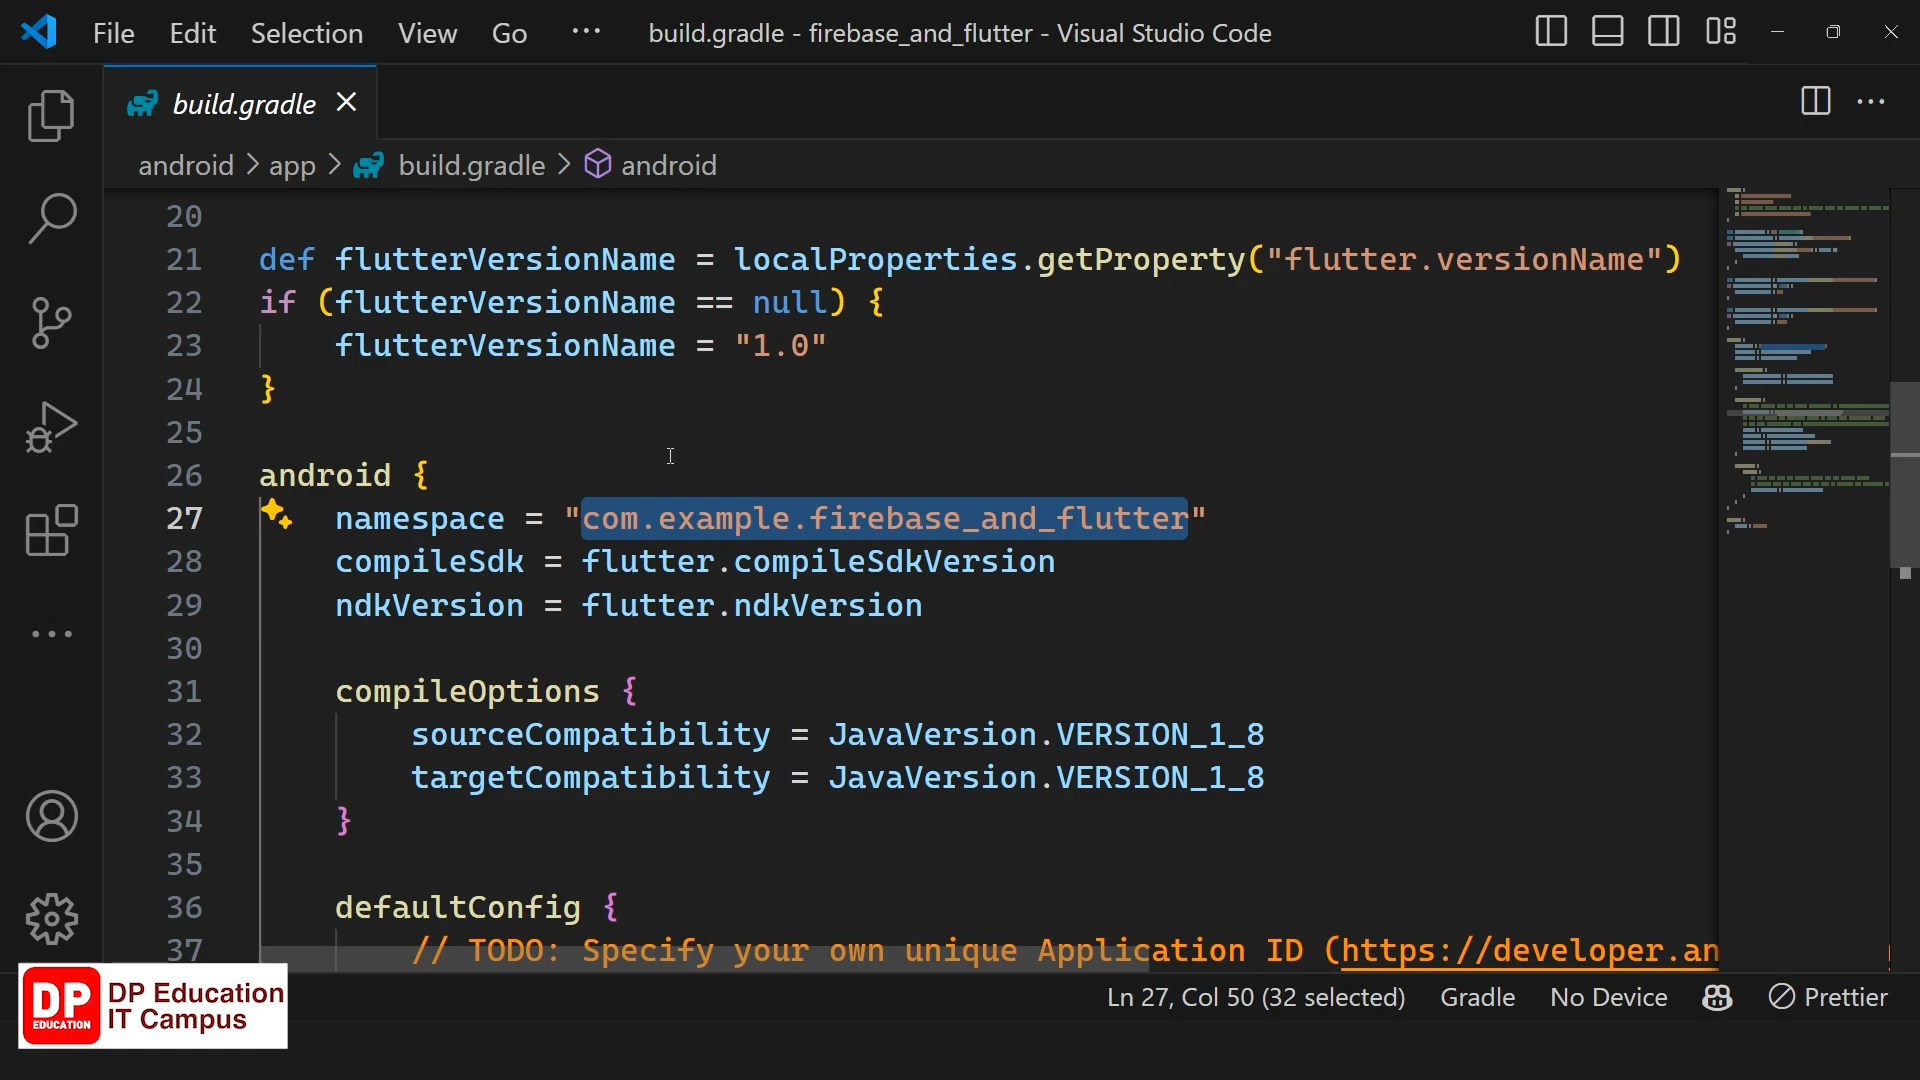 File Edit Selection View Go ··· build.gradle - firebase_and_flutter - Visual Studio Code
build.gradle
android > app > build.gradle > android
20
21 def flutterVersionName = localProperties.getProperty("flutter.versionName")
22 if (flutterVersionName == null) {
23 flutterVersionName = "1.0"
24 }
25
26 android {
27 namespace = "com.example.firebase_and_flutter"
28 compileSdk = flutter.compileSdkVersion
29 ndkVersion = flutter.ndkVersion
30
31 compileOptions {
32 sourceCompatibility = JavaVersion.VERSION_1_8
33 targetCompatibility = JavaVersion.VERSION_1_8
34 }
35
36 defaultConfig {
37 // TODO: Specify your own unique Application ID (https://developer.an
DP EDUCATION
DP Education
IT Campus
Ln 27, Col 50 (32 selected) Gradle No Device Prettier